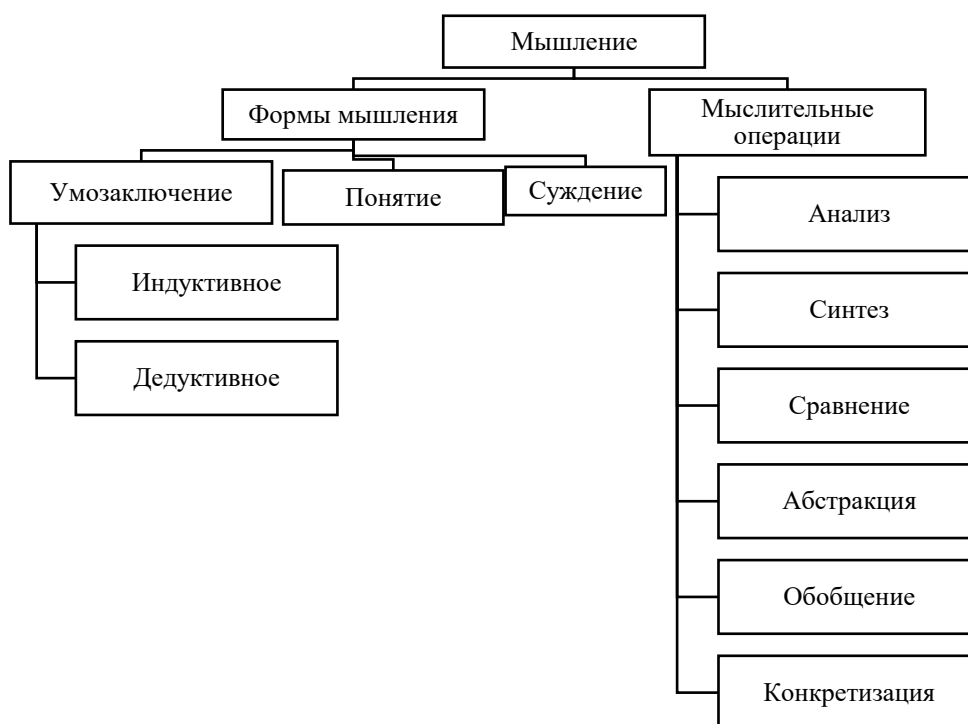 Мышление
Формы мышления
Мыслительные
операции
Умозаключение
Понятие
Суждение
Индуктивное
Дедуктивное
Анализ
Синтез
Сравнение
Абстракция
Обобщение
Конкретизация